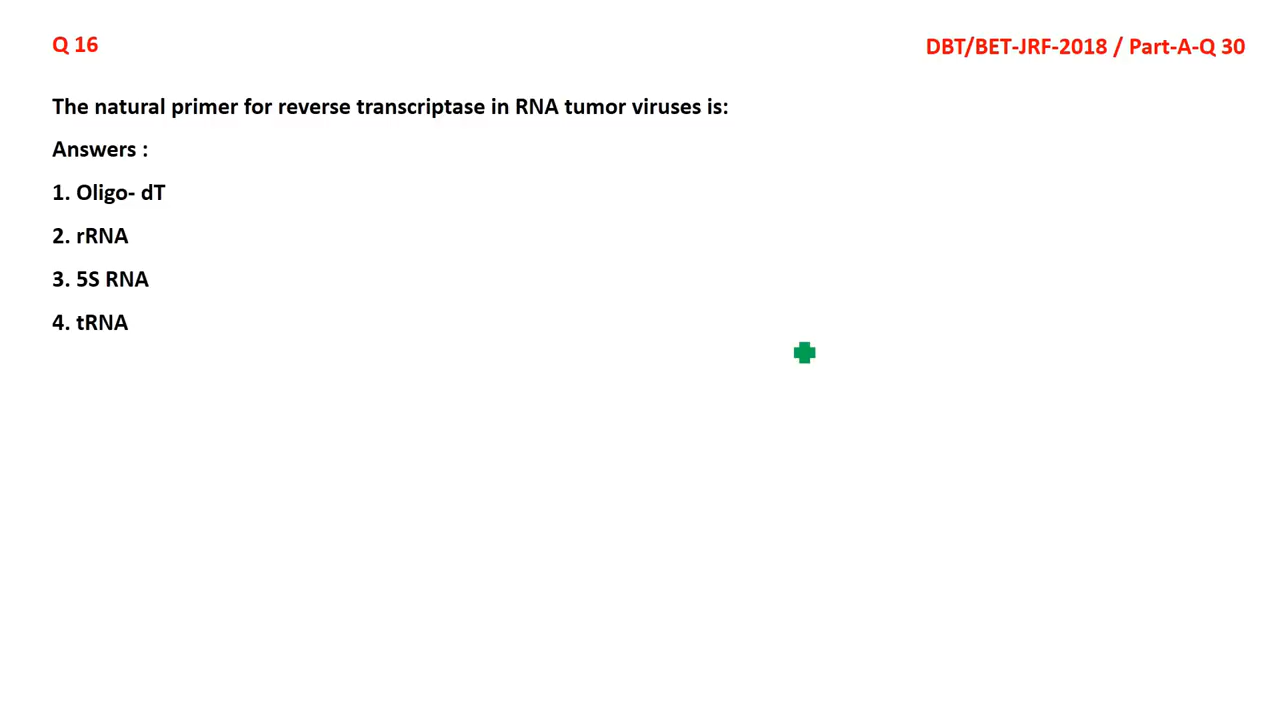 Q 16
DBT/BET-JRF-2018 / Part-A-Q 30
The natural primer for reverse transcriptase in RNA tumor viruses is:
Answers :
1. Oligo- dT
2. rRNA
3. 5S RNA
4. tRNA